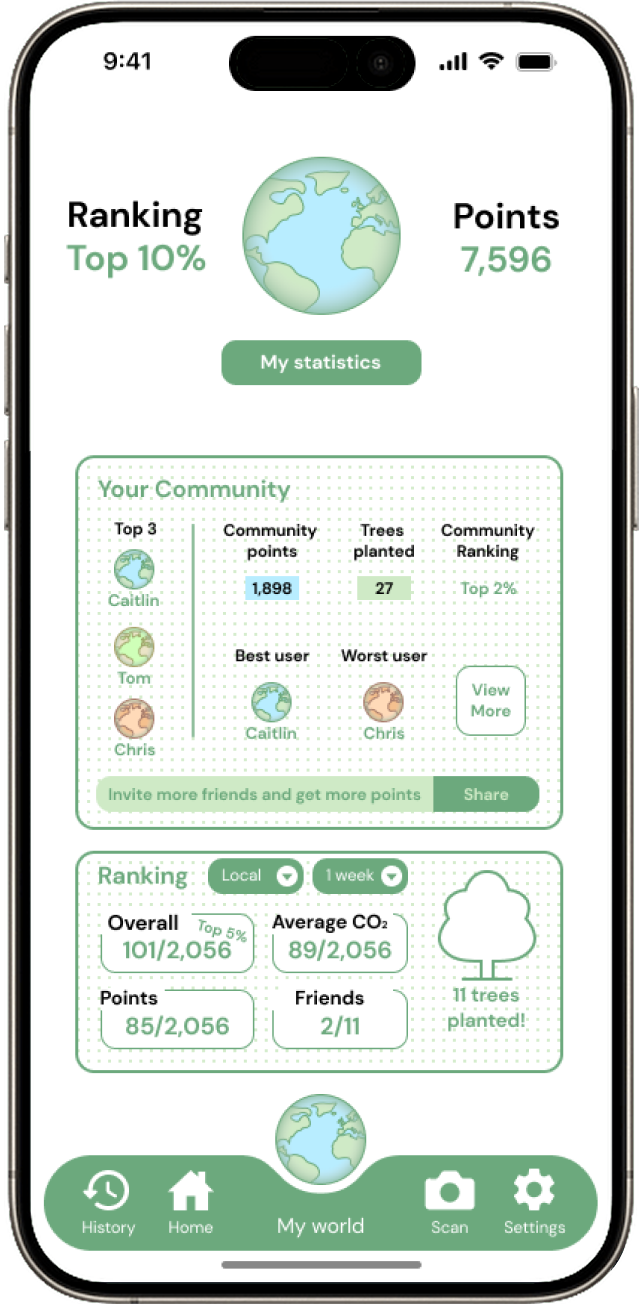 9:41
Ranking
Top 10%
Points
7,596
My statistics
Your Community
Top 3
Caitlin
Tom
Chris
Community
points
1,898
Trees
planted
27
Community
Ranking
Top 2%
Best user
Caitlin
Worst user
Chris
View
More
Invite more friends and get more points
Share
Ranking
Local
1 week
Overall
Top 5%
101/2,056
Average CO₂
89/2,056
Points
85/2,056
Friends
2/11
11 trees
planted!
History
Home
My world
Scan
Settings